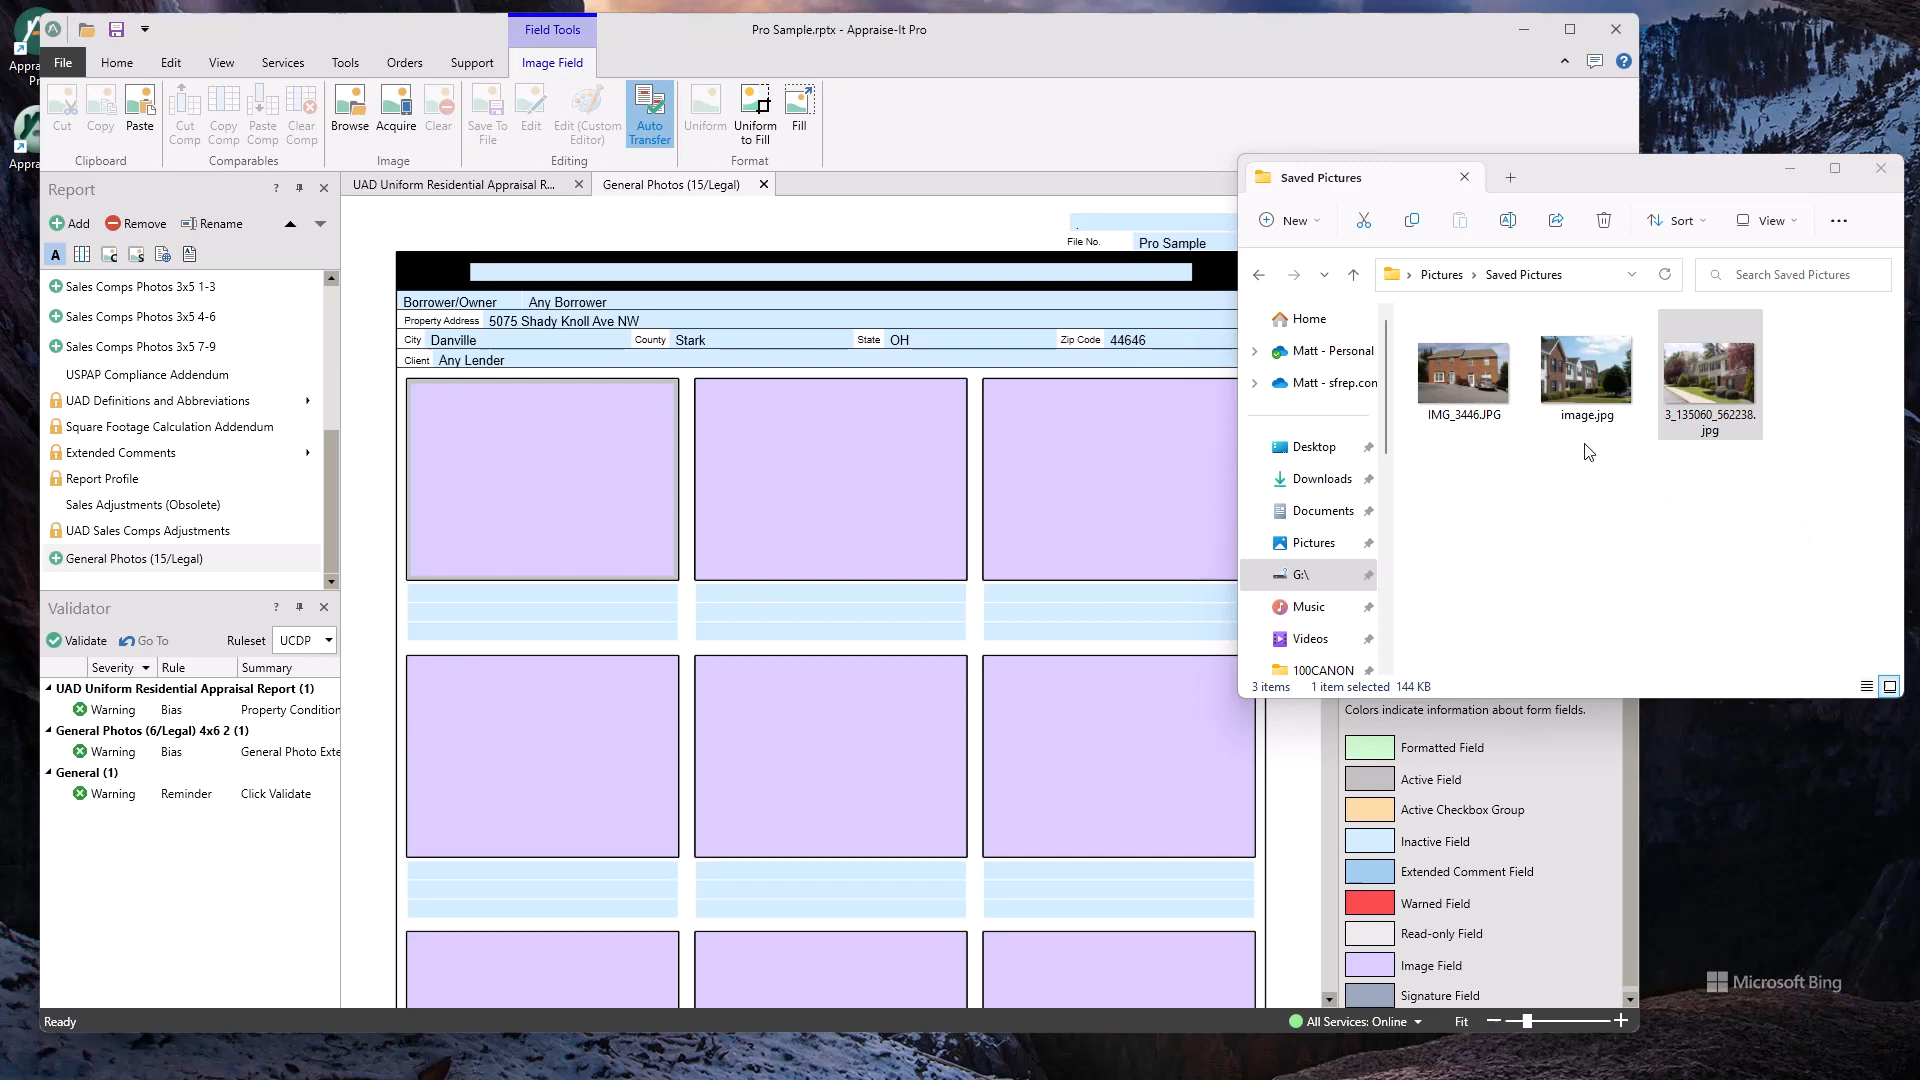 Appra
Pr
Appra
Field Tools
Pro Sample.rptx - Appraise-It Pro
File
Home
Edit
View
Services
Tools
Orders
Support
Image Field
?
Cut
Copy
Paste
Cut Comp
Copy Comp
Paste Comp
Clear Comp
Browse
Acquire
Clear
Save To File
Edit
Edit (Custom Editor)
Auto Transfer
Uniform
Uniform to Fill
Fill
Clipboard
Comparables
Image
Editing
Format
Report
?
Add
Remove
Rename
A
Sales Comps Photos 3x5 1-3
Sales Comps Photos 3x5 4-6
Sales Comps Photos 3x5 7-9
USPAP Compliance Addendum
UAD Definitions and Abbreviations
Square Footage Calculation Addendum
Extended Comments
Report Profile
Sales Adjustments (Obsolete)
UAD Sales Comps Adjustments
General Photos (15/Legal)
Validator
?
Validate
Go To
Ruleset
UCDP
Severity
Rule
Summary
UAD Uniform Residential Appraisal Report (1)
Warning Bias Property Condition
General Photos (6/Legal) 4x6 2 (1)
Warning Bias General Photo Exte
General (1)
Warning Reminder Click Validate
UAD Uniform Residential Appraisal R...
General Photos (15/Legal)
File No. Pro Sample
Borrower/Owner Any Borrower
Property Address 5075 Shady Knoll Ave NW
City Danville County Stark State OH Zip Code 44646
Client Any Lender
Saved Pictures
New
Sort
View
Pictures
Saved Pictures
Search Saved Pictures
Home
Matt - Personal
Matt - sfrep.con
Desktop
Downloads
Documents
Pictures
G:\
Music
Videos
100CANON
IMG_3446.JPG
image.jpg
3_135060_562238.
jpg
3 items
1 item selected 144 KB
Colors indicate information about form fields.
Formatted Field
Active Field
Active Checkbox Group
Inactive Field
Extended Comment Field
Warned Field
Read-only Field
Image Field
Signature Field
Microsoft Bing
Ready
All Services: Online
Fit